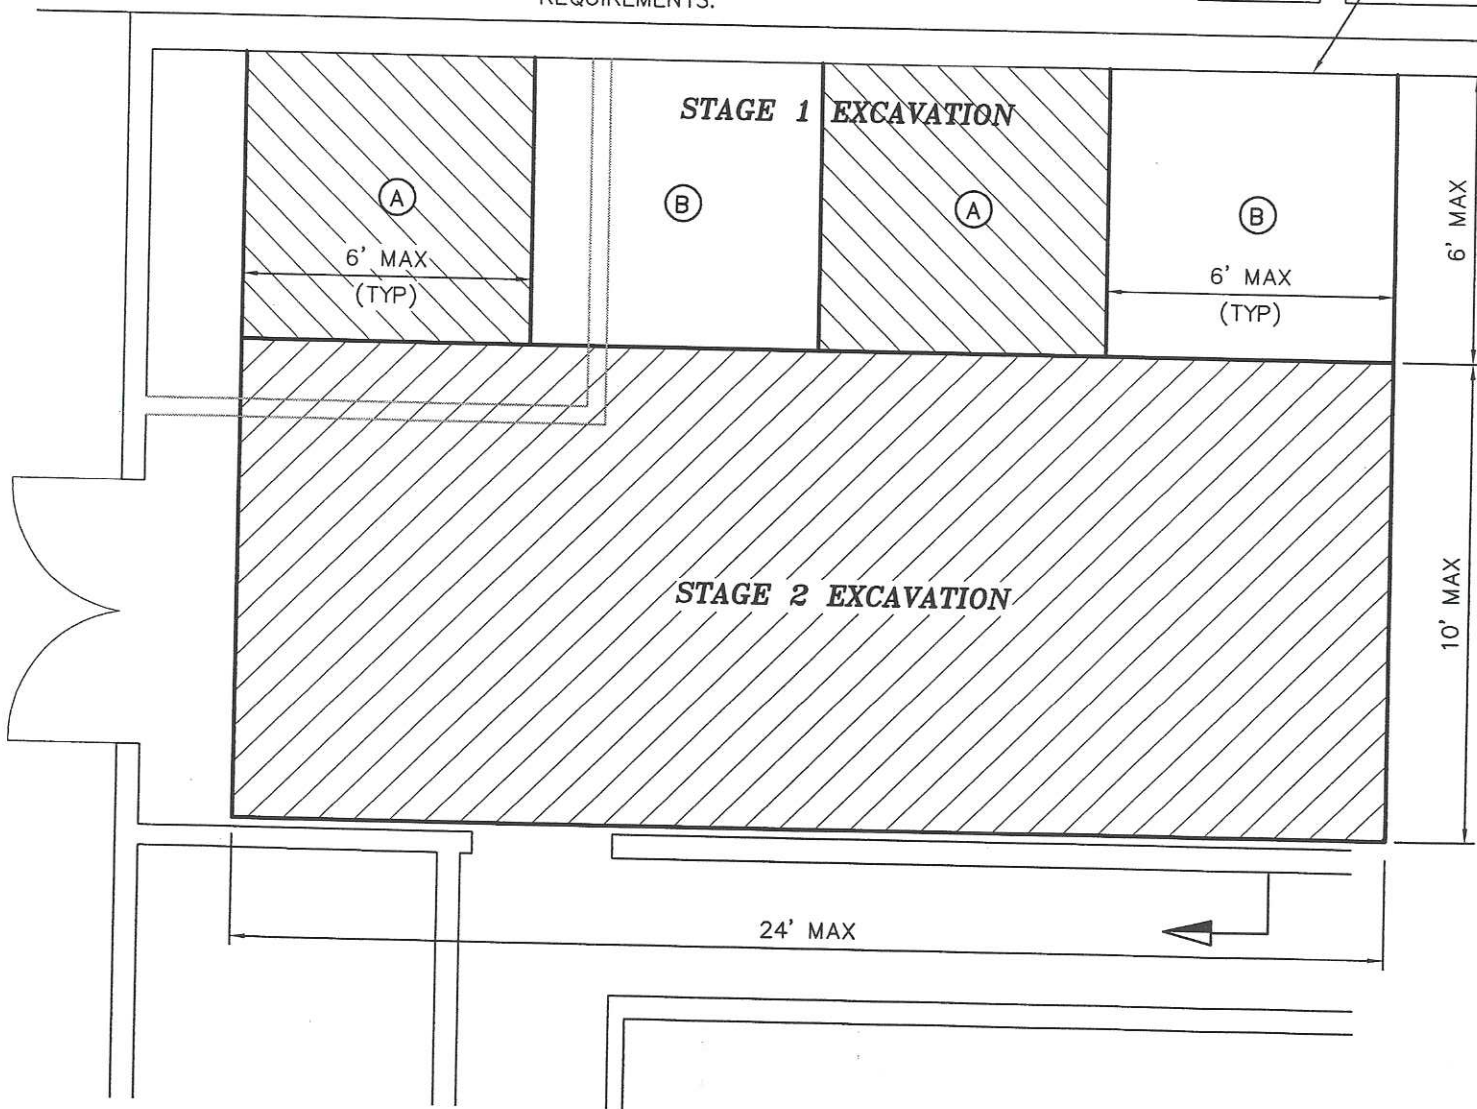 REQUIREMENTS.
STAGE 1 EXCAVATION
A
B
A
B
6' MAX
(TYP)
6' MAX
(TYP)
6' MAX
STAGE 2 EXCAVATION
10' MAX
24' MAX